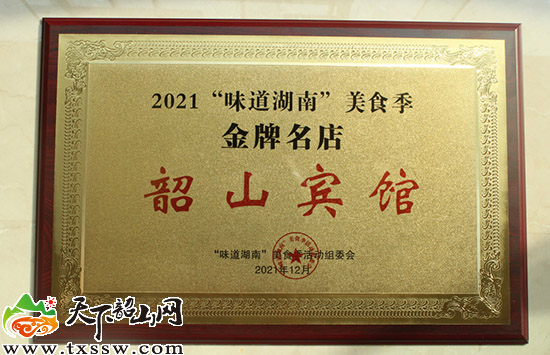 2021“味道湖南”美食季
金牌名店
韶山宾馆
“味道湖南”美食季活动组委会
2021年12月
天下韶山网
www.txssw.com